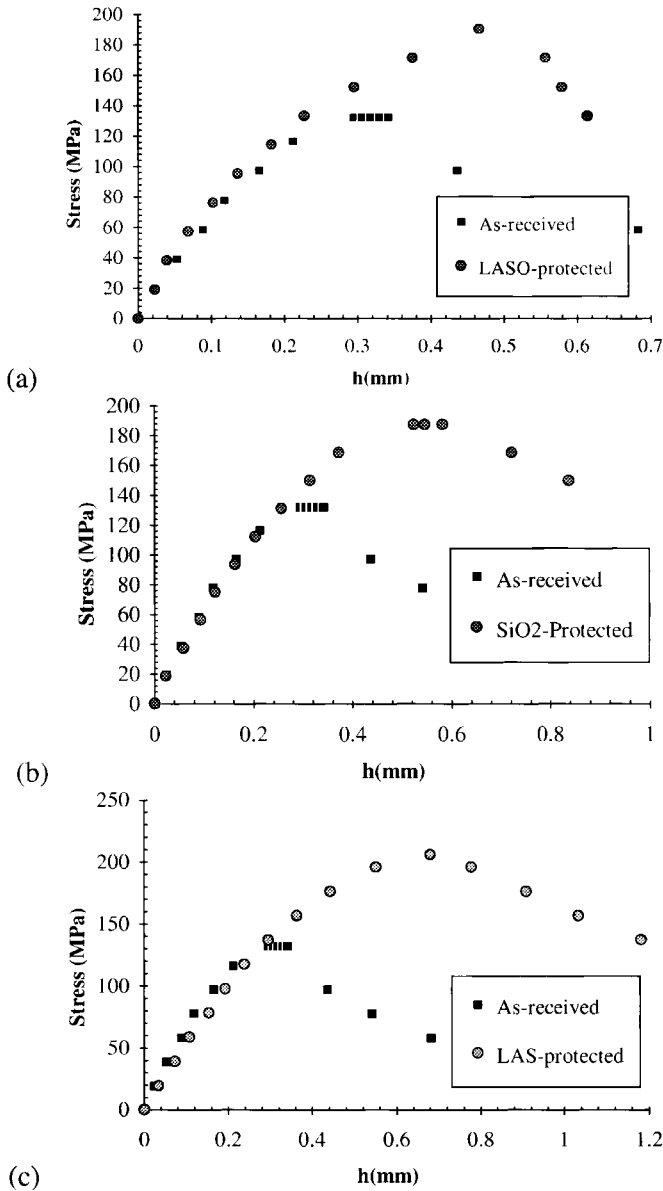 200
180
160
140
120
100
80
60
40
20
0
Stress (MPa)
As-received
LASO-protected
0 0.1 0.2 0.3 0.4 0.5 0.6 0.7
h(mm)
(a)
200
180
160
140
120
100
80
60
40
20
0
Stress (MPa)
As-received
SiO2-Protected
0 0.2 0.4 0.6 0.8 1
h(mm)
(b)
250
200
150
100
50
0
Stress (MPa)
As-received
LAS-protected
0 0.2 0.4 0.6 0.8 1 1.2
h(mm)
(c)